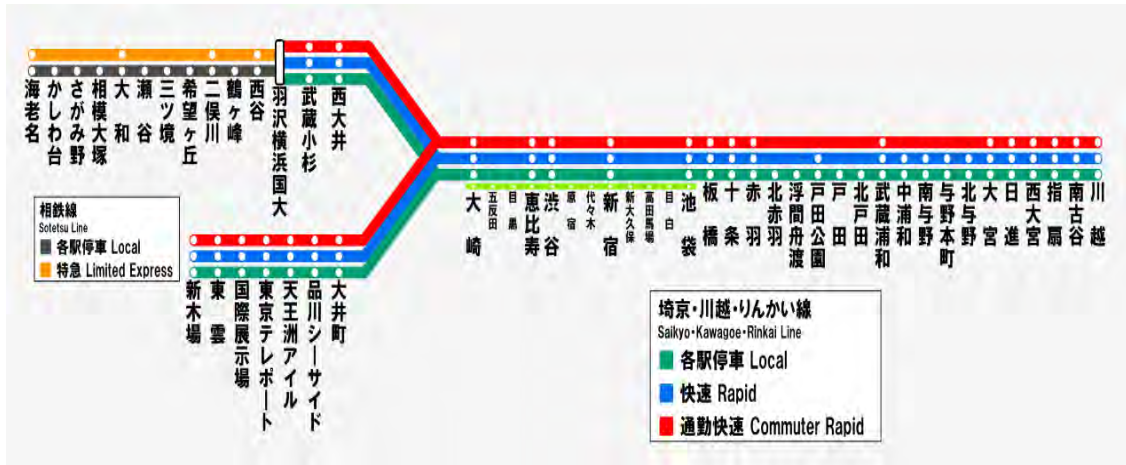 海老名
かしわ台
さがみ野
相模大塚
大和
瀬谷
三ツ境
希望ヶ丘
二俣川
鶴ヶ峰
西谷
羽沢横浜国大
武蔵小杉
西大井
相鉄線
Sotetsu Line
各駅停車 Local
特急 Limited Express
新木場
東雲
国際展示場
東京テレポート
天王洲アイル
品川シーサイド
大井町
大崎
五反田
目黒
恵比寿
渋谷
原宿
代々木
新宿
新大久保
高田馬場
目白
池袋
板橋
十条
赤羽
北赤羽
浮間舟渡
戸田公園
戸田
北戸田
武蔵浦和
中浦和
南与野
与野本町
北与野
大宮
日進
西大宮
指扇
南古谷
川越
埼京・川越・りんかい線
Saikyo・Kawagoe・Rinkai Line
各駅停車 Local
快速 Rapid
通勤快速 Commuter Rapid